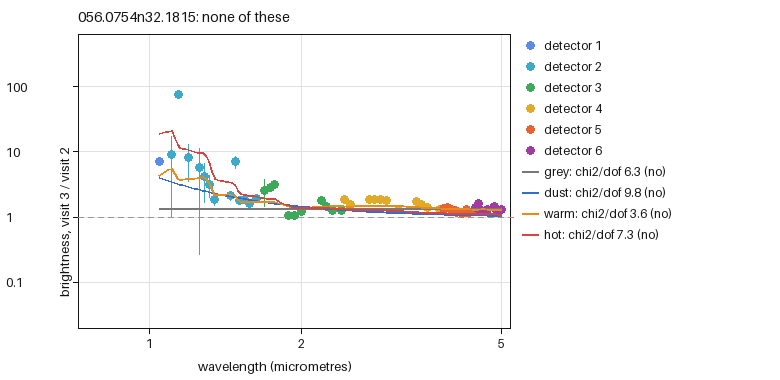 056.0754n32.1815: none of these
100
10
1
0.1
brightness, visit 3 / visit 2
1
2
5
wavelength (micrometres)
detector 1
detector 2
detector 3
detector 4
detector 5
detector 6
grey: chi2/dof 6.3 (no)
dust: chi2/dof 9.8 (no)
warm: chi2/dof 3.6 (no)
hot: chi2/dof 7.3 (no)